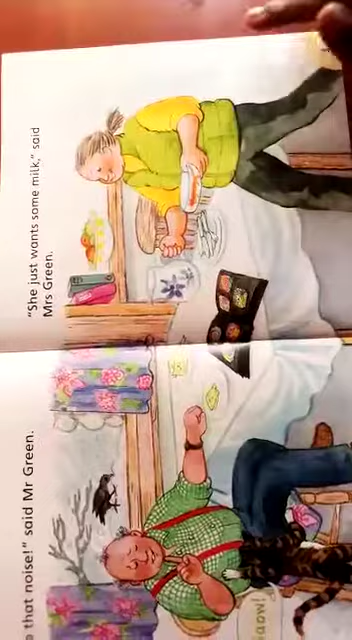 that noise!" said Mr Green.
"She just wants some milk," said
Mrs Green.